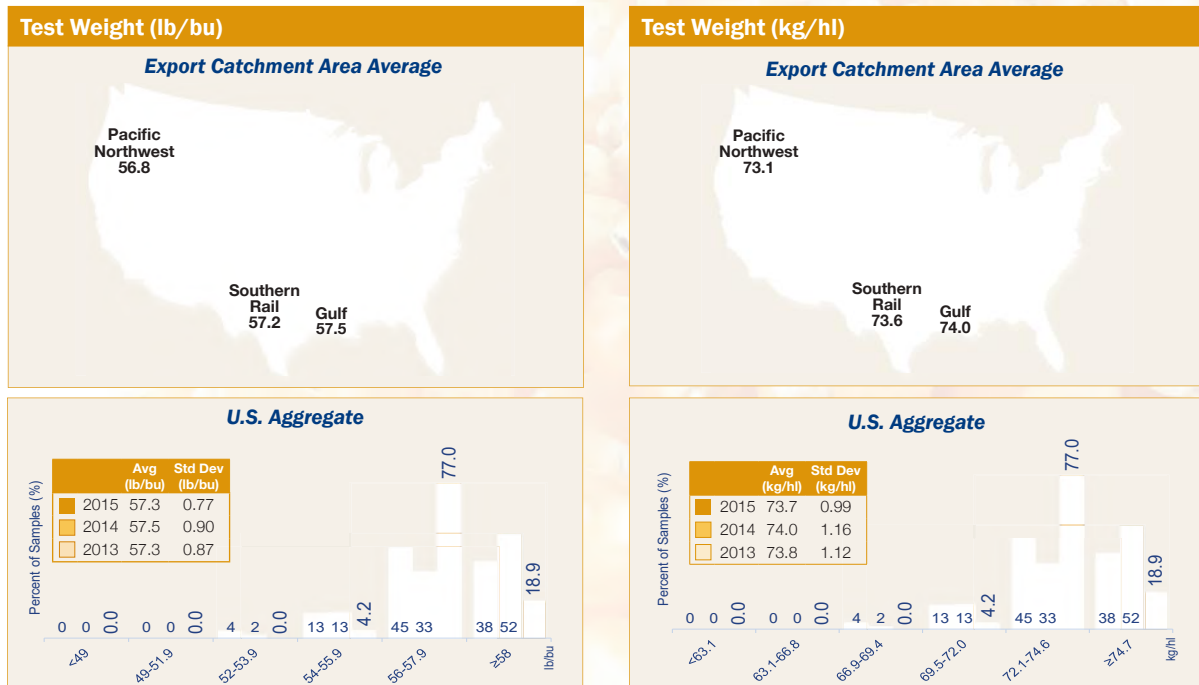 Test Weight (lb/bu)
Export Catchment Area Average
Pacific
Northwest
56.8
Southern
Rail
57.2
Gulf
57.5
U.S. Aggregate
Avg
(lb/bu)
Std Dev
(lb/bu)
2015 57.3 0.77
2014 57.5 0.90
2013 57.3 0.87
Percent of Samples (%)
0 0 0.0
0 0 0.0
4 2 0.0
13 13 4.2
45 33 77.0
38 52 18.9
<49
49-51.9
52-53.9
54-55.9
56-57.9
≥58
lb/bu
Test Weight (kg/hl)
Export Catchment Area Average
Pacific
Northwest
73.1
Southern
Rail
73.6
Gulf
74.0
U.S. Aggregate
Avg
(kg/hl)
Std Dev
(kg/hl)
2015 73.7 0.99
2014 74.0 1.16
2013 73.8 1.12
Percent of Samples (%)
0 0 0.0
0 0 0.0
4 2 0.0
13 13 4.2
45 33 77.0
38 52 18.9
<63.1
63.1-66.8
66.9-69.4
69.5-72.0
72.1-74.6
≥74.7
kg/hl